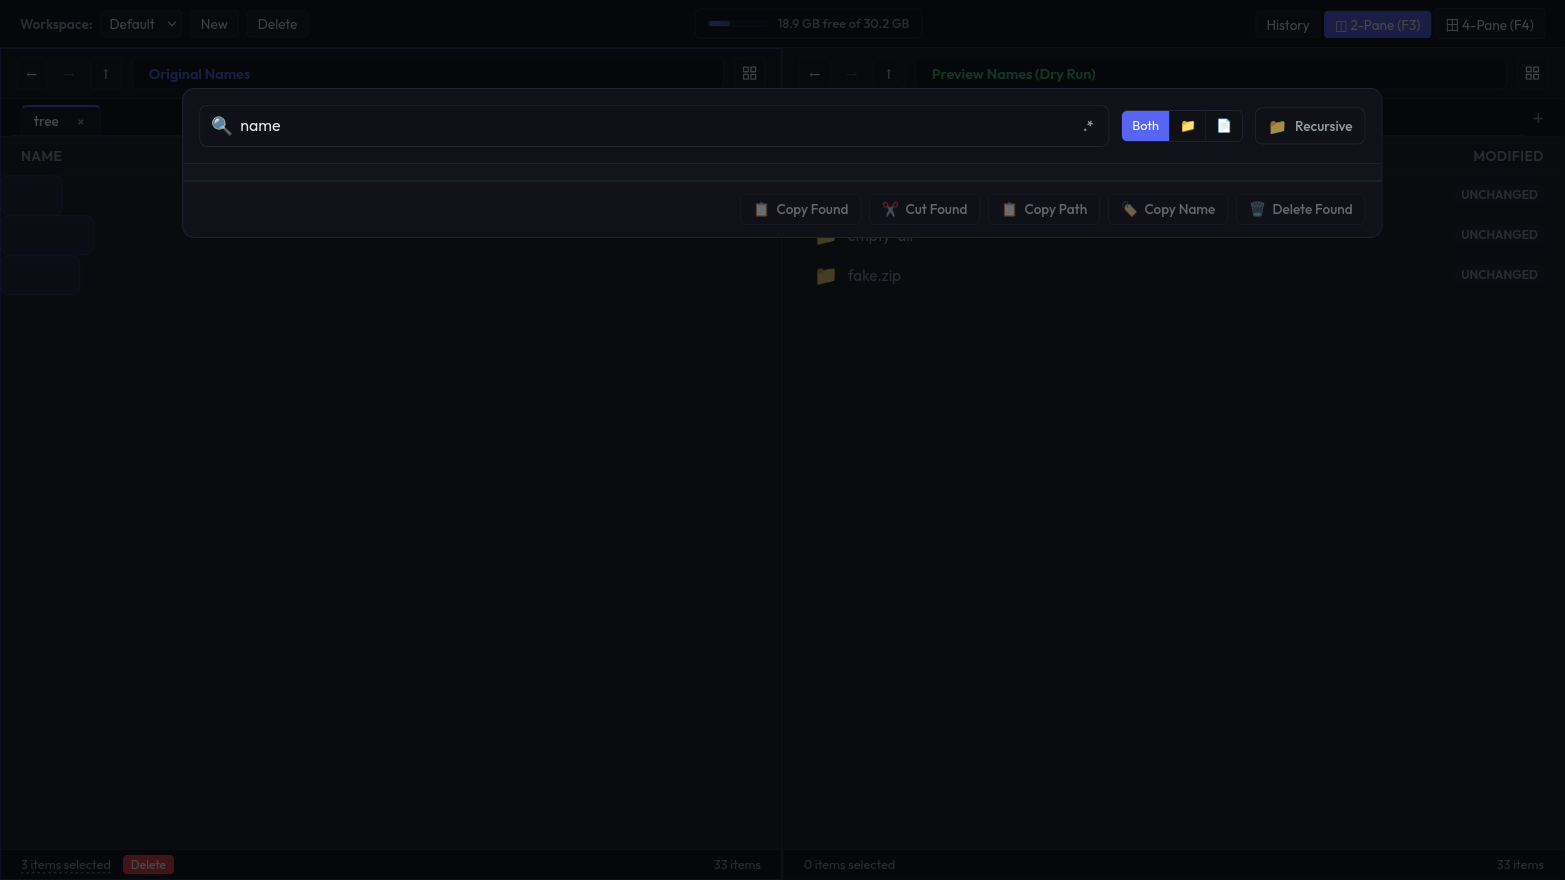 Workspace: Default New Delete 18.9 GB free of 30.2 GB History 2-Pane (F3) 4-Pane (F4)
← → ↑ Original Names ← → ↑ Preview Names (Dry Run)
tree × +
name .* Both Recursive
NAME MODIFIED
UNCHANGED
Copy Found Cut Found Copy Path Copy Name Delete Found
empty-dir UNCHANGED
fake.zip UNCHANGED
3 items selected Delete 33 items 0 items selected 33 items